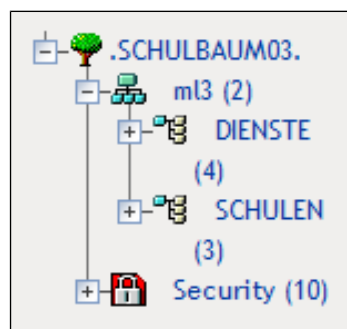 .SCHULBAUM03.
ml3 (2)
DIENSTE
(4)
SCHULEN
(3)
Security (10)